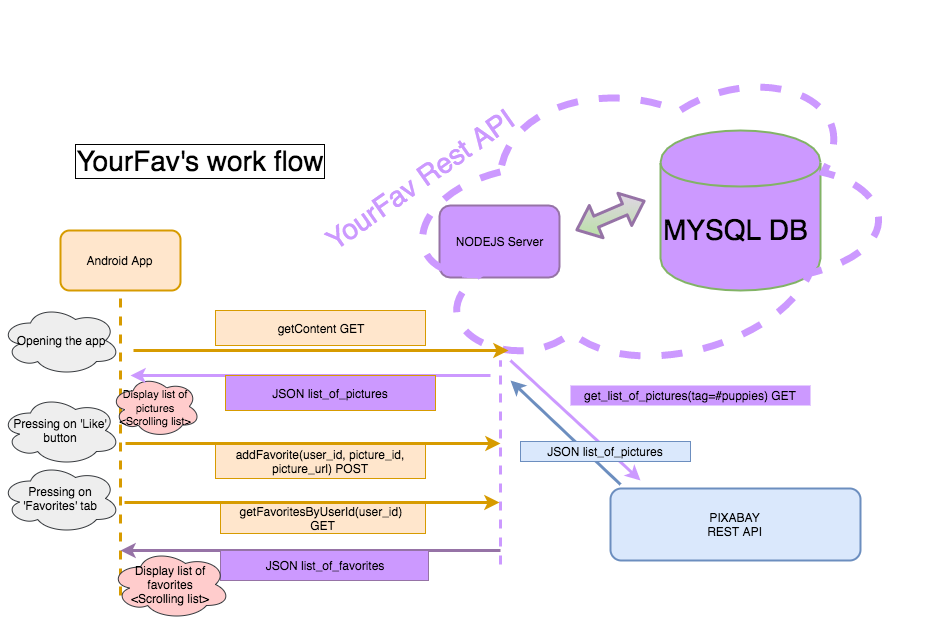 YourFav's work flow
YourFav Rest API
NODEJS Server
MYSQL DB
Android App
Opening the app
getContent GET
JSON list_of_pictures
Display list of
pictures
<Scrolling list>
get_list_of_pictures(tag=#puppies) GET
JSON list_of_pictures
Pressing on 'Like'
button
addFavorite(user_id, picture_id,
picture_url) POST
Pressing on
'Favorites' tab
getFavoritesByUserId(user_id)
GET
PIXABAY
REST API
JSON list_of_favorites
Display list of
favorites
<Scrolling list>